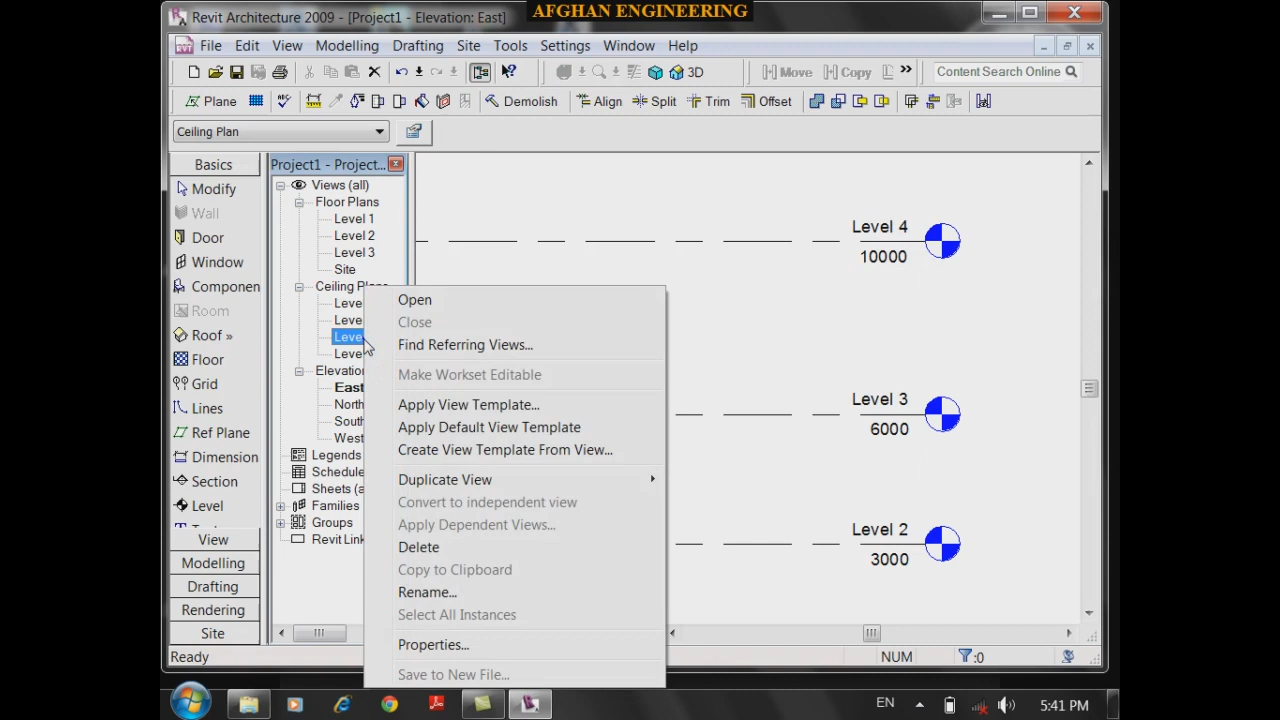 AFGHAN ENGINEERING
Revit Architecture 2009 - [Project1 - Elevation: East]
File Edit View Modelling Drafting Site Tools Settings Window Help
3D Move Copy » Content Search Online
Plane Demolish Align Split Trim Offset
Ceiling Plan
Basics
Modify
Wall
Door
Window
Componen
Room
Roof »
Floor
Grid
Lines
Ref Plane
Dimension
Section
Level
View
Modelling
Drafting
Rendering
Site
Project1 - Project...
Views (all)
Floor Plans
Level 1
Level 2
Level 3
Site
Ceiling Plans
Leve
Leve
Leve
Leve
Elevation
East
North
South
West
Legends
Schedule
Sheets (a
Families
Groups
Revit Link
Open
Close
Find Referring Views...
Make Workset Editable
Apply View Template...
Apply Default View Template
Create View Template From View...
Duplicate View
Convert to independent view
Apply Dependent Views...
Delete
Copy to Clipboard
Rename...
Select All Instances
Properties...
Save to New File...
Level 4
10000
Level 3
6000
Level 2
3000
Ready NUM :0
EN 5:41 PM